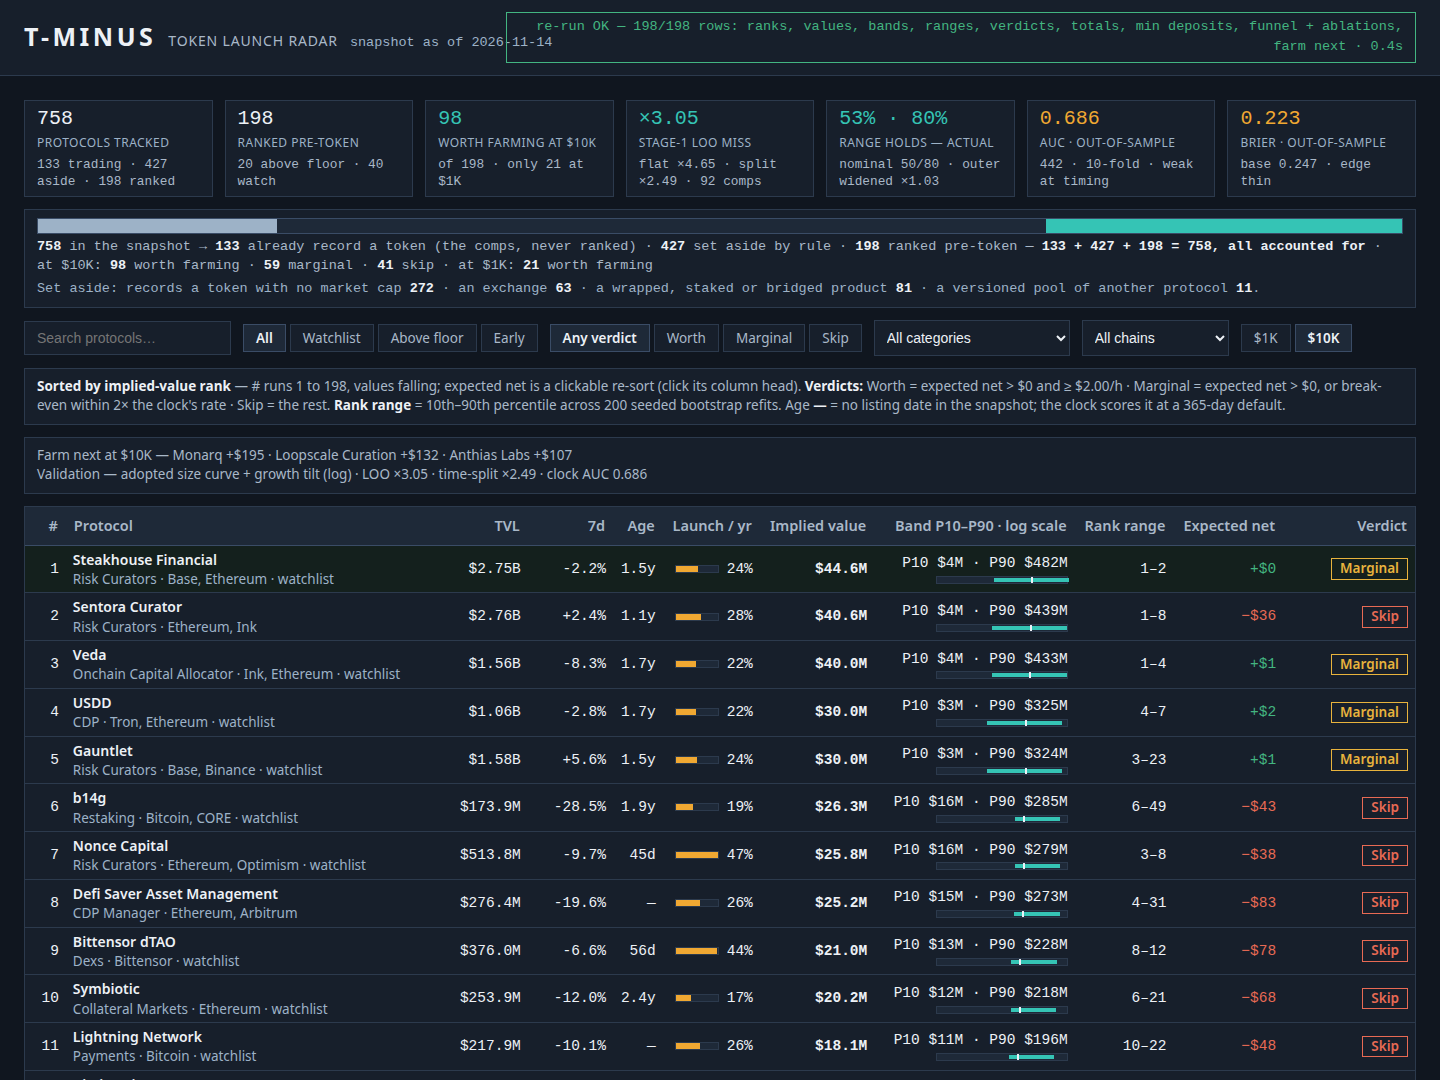 T-MINUS TOKEN LAUNCH RADAR snapshot as of 2026-11-14
re-run OK — 198/198 rows: ranks, values, bands, ranges, verdicts, totals, min deposits, funnel + ablations,
farm next · 0.4s
758
PROTOCOLS TRACKED
133 trading · 427
aside · 198 ranked
198
RANKED PRE-TOKEN
20 above floor · 40
watch
98
WORTH FARMING AT $10K
of 198 · only 21 at
$1K
×3.05
STAGE-1 LOO MISS
flat ×4.65 · split
×2.49 · 92 comps
53% · 80%
RANGE HOLDS — ACTUAL
nominal 50/80 · outer
widened ×1.03
0.686
AUC · OUT-OF-SAMPLE
442 · 10-fold · weak
at timing
0.223
BRIER · OUT-OF-SAMPLE
base 0.247 · edge
thin
758 in the snapshot → 133 already record a token (the comps, never ranked) · 427 set aside by rule · 198 ranked pre-token — 133 + 427 + 198 = 758, all accounted for ·
at $10K: 98 worth farming · 59 marginal · 41 skip · at $1K: 21 worth farming
Set aside: records a token with no market cap 272 · an exchange 63 · a wrapped, staked or bridged product 81 · a versioned pool of another protocol 11.
Search protocols… All Watchlist Above floor Early Any verdict Worth Marginal Skip All categories All chains $1K $10K
Sorted by implied-value rank — # runs 1 to 198, values falling; expected net is a clickable re-sort (click its column head). Verdicts: Worth = expected net > $0 and ≥ $2.00/h · Marginal = expected net > $0, or break-
even within 2× the clock's rate · Skip = the rest. Rank range = 10th–90th percentile across 200 seeded bootstrap refits. Age — = no listing date in the snapshot; the clock scores it at a 365-day default.
Farm next at $10K — Monarq +$195 · Loopscale Curation +$132 · Anthias Labs +$107
Validation — adopted size curve + growth tilt (log) · LOO ×3.05 · time-split ×2.49 · clock AUC 0.686
# Protocol TVL 7d Age Launch / yr Implied value Band P10–P90 · log scale Rank range Expected net Verdict
1 Steakhouse Financial $2.75B -2.2% 1.5y 24% $44.6M P10 $4M · P90 $482M 1–2 +$0 Marginal
Risk Curators · Base, Ethereum · watchlist
2 Sentora Curator $2.76B +2.4% 1.1y 28% $40.6M P10 $4M · P90 $439M 1–8 −$36 Skip
Risk Curators · Ethereum, Ink
3 Veda $1.56B -8.3% 1.7y 22% $40.0M P10 $4M · P90 $433M 1–4 +$1 Marginal
Onchain Capital Allocator · Ink, Ethereum · watchlist
4 USDD $1.06B -2.8% 1.7y 22% $30.0M P10 $3M · P90 $325M 4–7 +$2 Marginal
CDP · Tron, Ethereum · watchlist
5 Gauntlet $1.58B +5.6% 1.5y 24% $30.0M P10 $3M · P90 $324M 3–23 +$1 Marginal
Risk Curators · Base, Binance · watchlist
6 b14g $173.9M -28.5% 1.9y 19% $26.3M P10 $16M · P90 $285M 6–49 −$43 Skip
Restaking · Bitcoin, CORE · watchlist
7 Nonce Capital $513.8M -9.7% 45d 47% $25.8M P10 $16M · P90 $279M 3–8 −$38 Skip
Risk Curators · Ethereum, Optimism · watchlist
8 Defi Saver Asset Management $276.4M -19.6% — 26% $25.2M P10 $15M · P90 $273M 4–31 −$83 Skip
CDP Manager · Ethereum, Arbitrum
9 Bittensor dTAO $376.0M -6.6% 56d 44% $21.0M P10 $13M · P90 $228M 8–12 −$78 Skip
Dexs · Bittensor · watchlist
10 Symbiotic $253.9M -12.0% 2.4y 17% $20.2M P10 $12M · P90 $218M 6–21 −$68 Skip
Collateral Markets · Ethereum · watchlist
11 Lightning Network $217.9M -10.1% — 26% $18.1M P10 $11M · P90 $196M 10–22 −$48 Skip
Payments · Bitcoin · watchlist